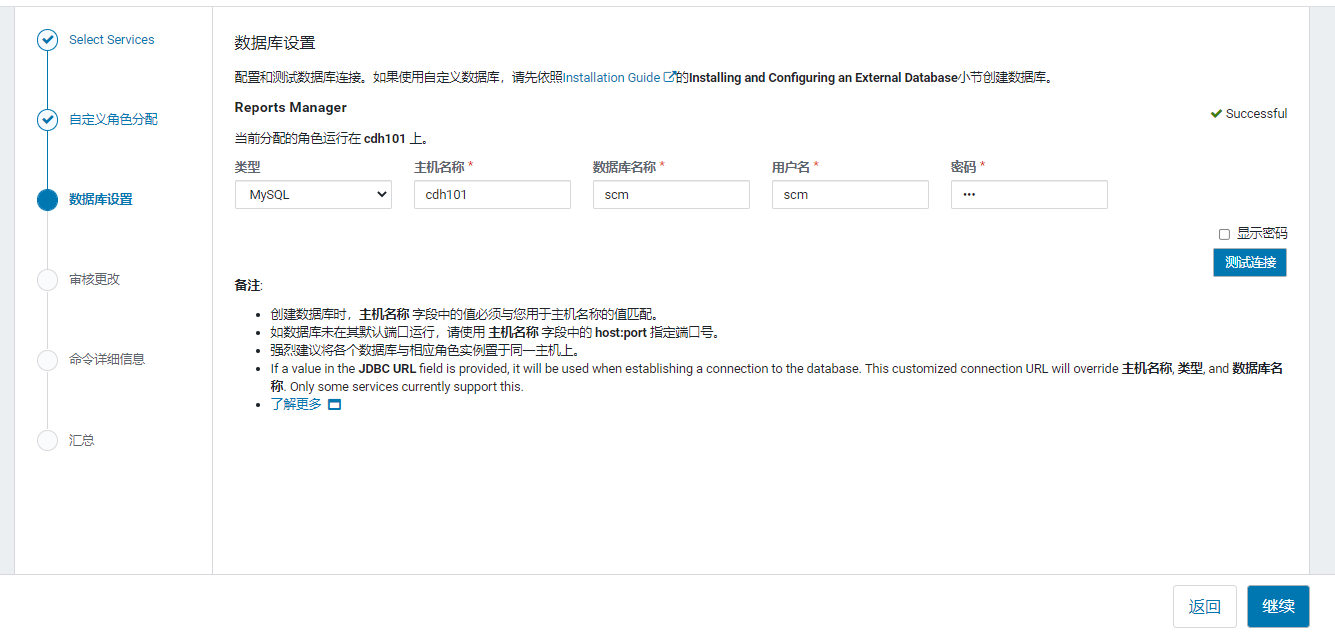 Select Services
自定义角色分配
数据库设置
审核更改
命令详细信息
汇总
数据库设置
配置和测试数据库连接。如果使用自定义数据库，请先依照Installation Guide 的Installing and Configuring an External Database小节创建数据库。
Reports Manager
Successful
当前分配的角色运行在 cdh101 上。
类型 主机名称 * 数据库名称 * 用户名 * 密码 *
MySQL cdh101 scm scm •••
显示密码
测试连接
备注:
• 创建数据库时，主机名称 字段中的值必须与您用于主机名称的值匹配。
• 如数据库未在其默认端口运行，请使用 主机名称 字段中的 host:port 指定端口号。
• 强烈建议将各个数据库与相应角色实例置于同一主机上。
• If a value in the JDBC URL field is provided, it will be used when establishing a connection to the database. This customized connection URL will override 主机名称, 类型, and 数据库名
称. Only some services currently support this.
• 了解更多
返回 继续